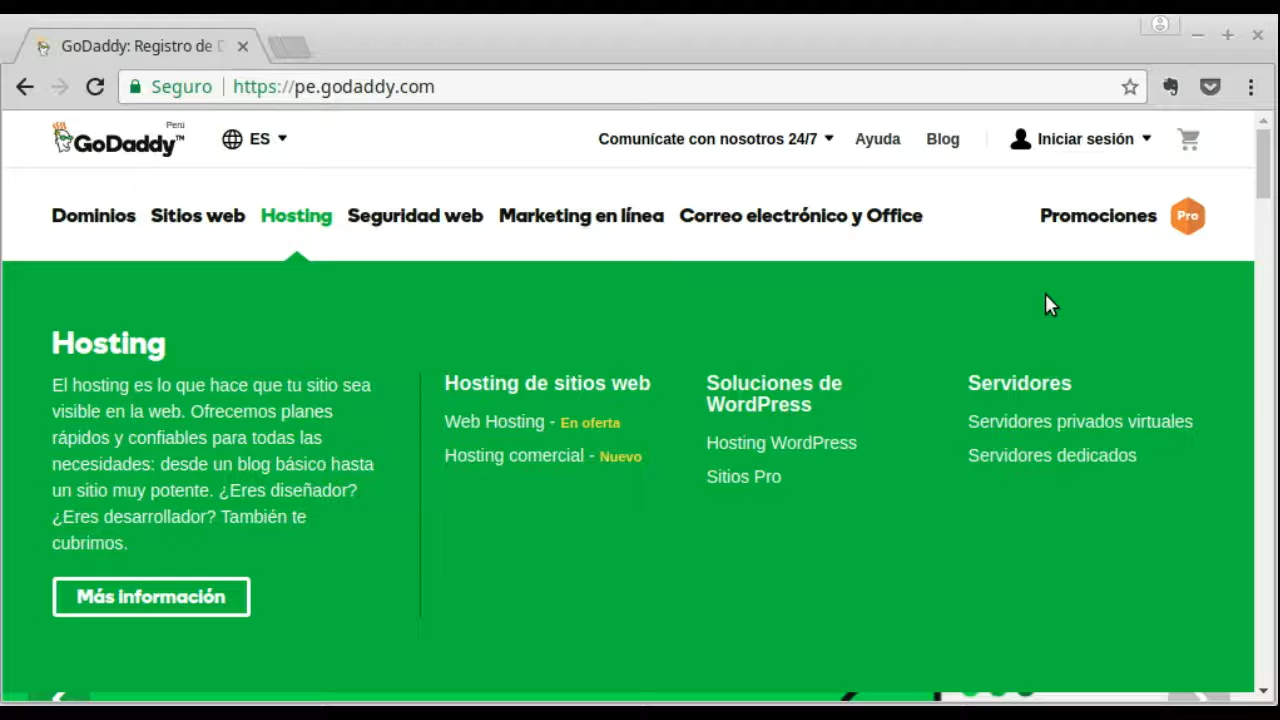 GoDaddy: Registro de D
Seguro
https://pe.godaddy.com
Perú
GoDaddy™
ES
Comunícate con nosotros 24/7
Ayuda
Blog
Iniciar sesión
Dominios
Sitios web
Hosting
Seguridad web
Marketing en línea
Correo electrónico y Office
Promociones
Pro
Hosting
El hosting es lo que hace que tu sitio sea
visible en la web. Ofrecemos planes
rápidos y confiables para todas las
necesidades: desde un blog básico hasta
un sitio muy potente. ¿Eres diseñador?
¿Eres desarrollador? También te
cubrimos.
Más información
Hosting de sitios web
Web Hosting - En oferta
Hosting comercial - Nuevo
Soluciones de
WordPress
Hosting WordPress
Sitios Pro
Servidores
Servidores privados virtuales
Servidores dedicados